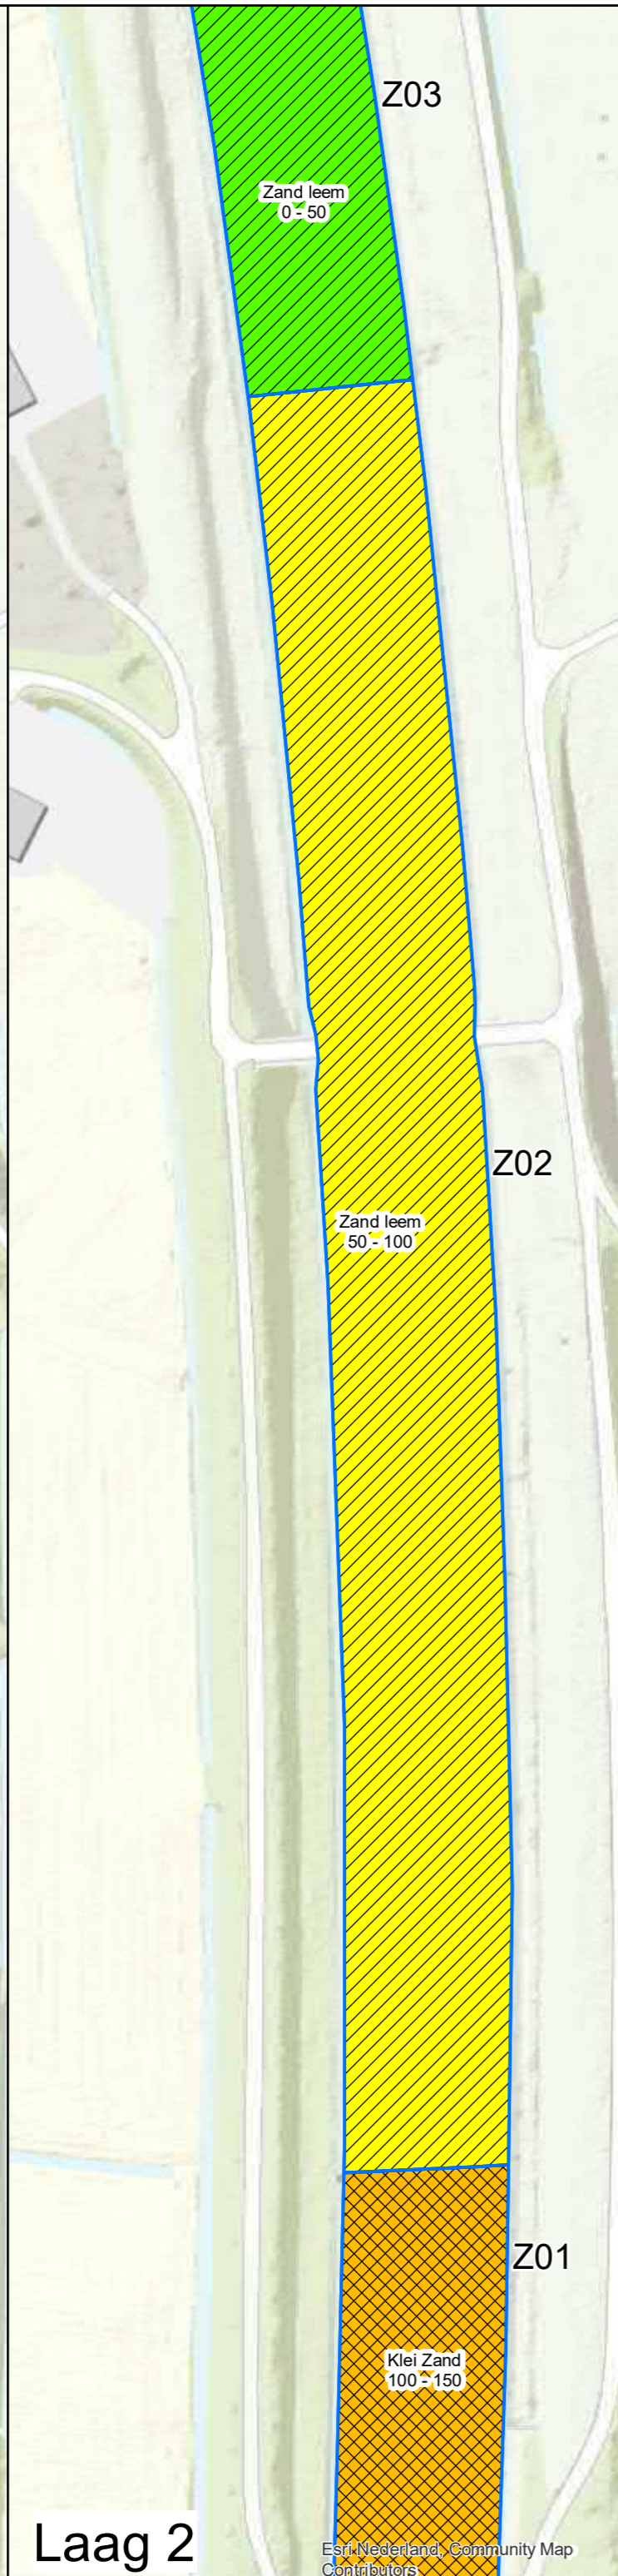 Z03
Zand leem
0 - 50
Z02
Zand leem
50 - 100
Z01
Klei Zand
100 - 150
Laag 2
Esri Nederland, Community Map
Contributors